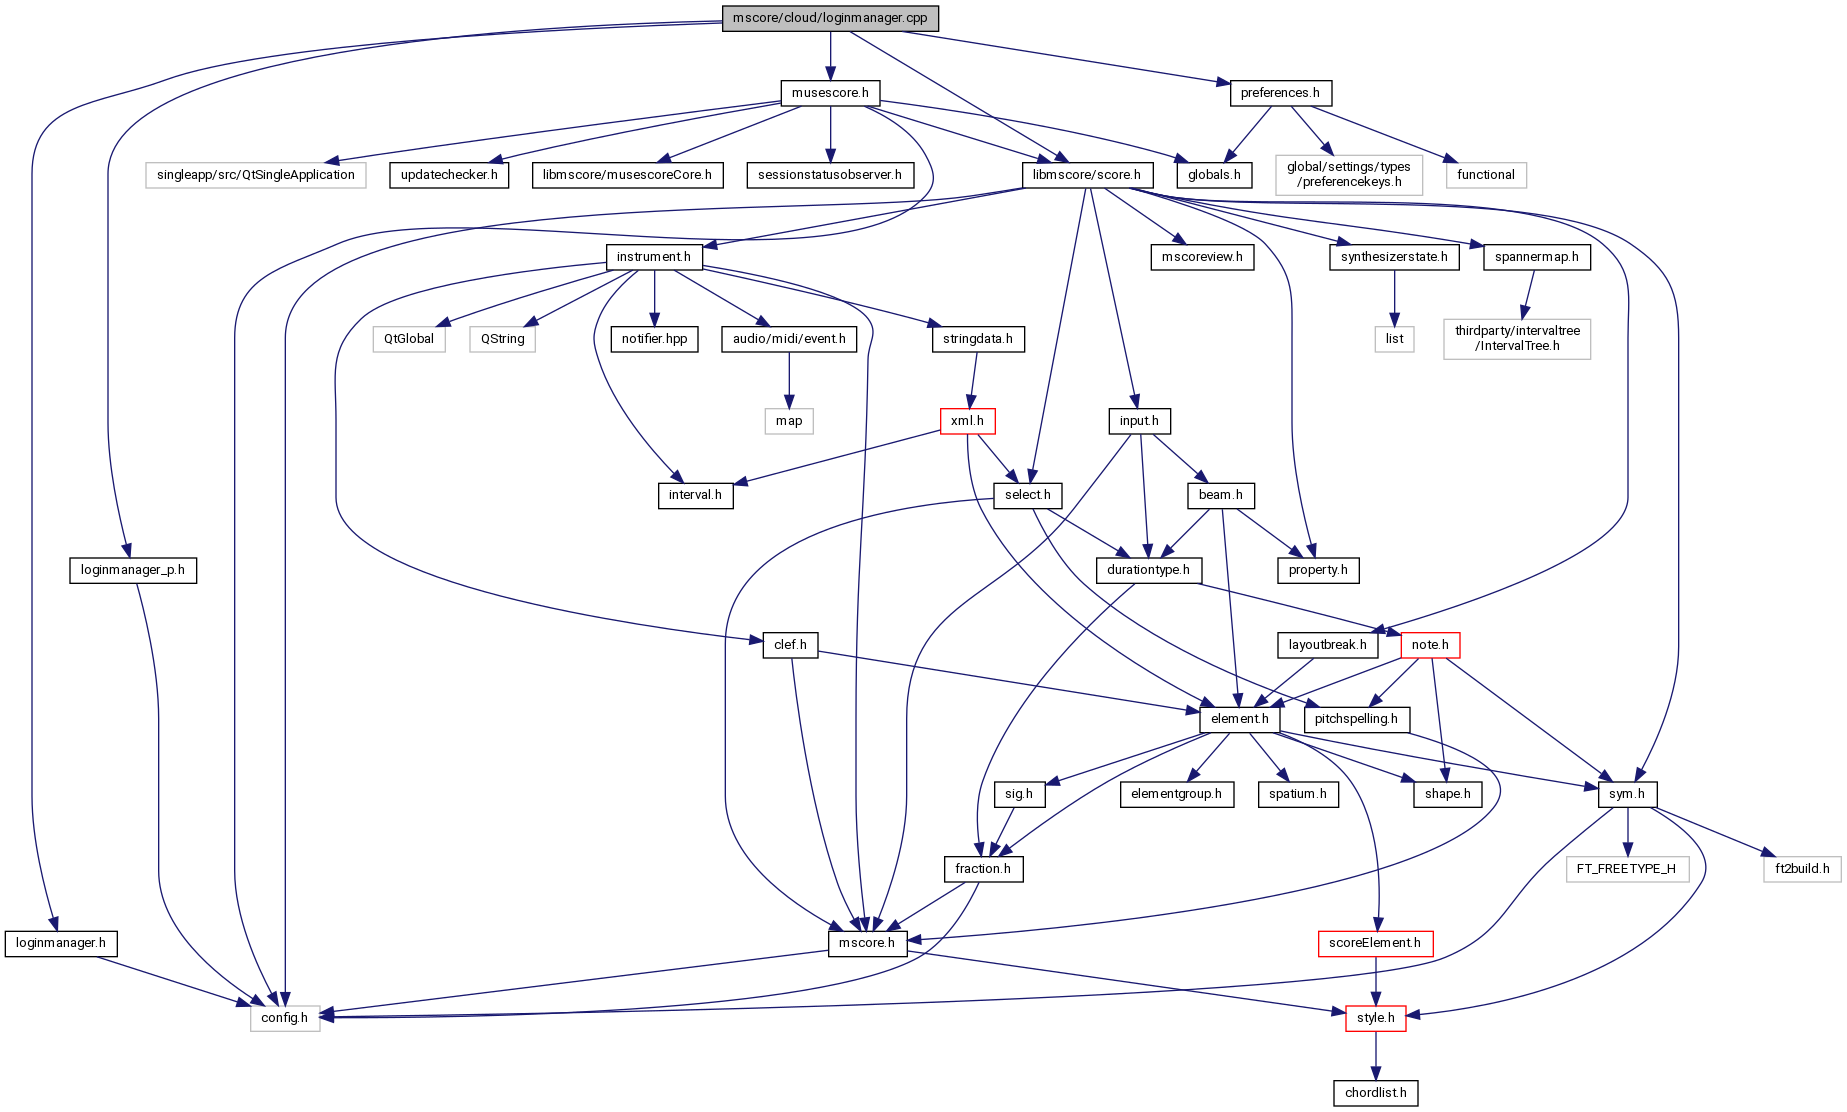 mscore/cloud/loginmanager.cpp
musescore.h
preferences.h
singleapp/src/QtSingleApplication
updatechecker.h
libmscore/musescoreCore.h
sessionstatusobserver.h
libmscore/score.h
globals.h
global/settings/types
/preferencekeys.h
functional
instrument.h
mscoreview.h
synthesizerstate.h
spannermap.h
QtGlobal
QString
notifier.hpp
audio/midi/event.h
stringdata.h
list
thirdparty/intervaltree
/IntervalTree.h
map
xml.h
input.h
interval.h
select.h
beam.h
loginmanager_p.h
durationtype.h
property.h
clef.h
layoutbreak.h
note.h
element.h
pitchspelling.h
sig.h
elementgroup.h
spatium.h
shape.h
sym.h
fraction.h
FT_FREETYPE_H
ft2build.h
loginmanager.h
mscore.h
scoreElement.h
config.h
style.h
chordlist.h